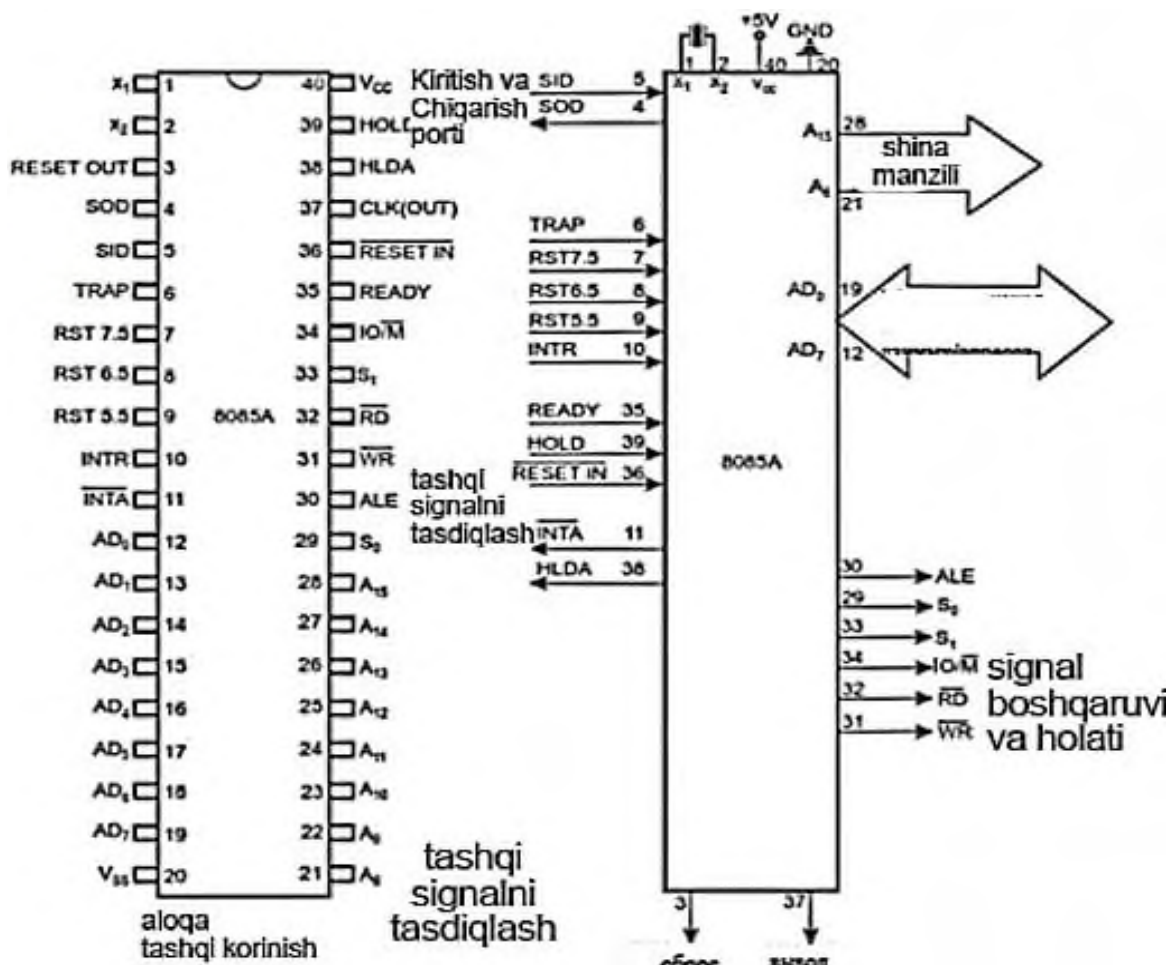 X₁ 1 40 VCC
X₂ 2 39 HOLD
RESET OUT 3 38 HLDA
SOD 4 37 CLK(OUT)
SID 5 36 RESET IN
TRAP 6 35 READY
RST 7.5 7 34 IO/M
RST 6.5 8 33 S₁
RST 5.5 9 8085A 32 RD
INTR 10 31 WR
INTA 11 30 ALE
AD₀ 12 29 S₀
AD₁ 13 28 A₁₅
AD₂ 14 27 A₁₄
AD₃ 15 26 A₁₃
AD₄ 16 25 A₁₂
AD₅ 17 24 A₁₁
AD₆ 18 23 A₁₀
AD₇ 19 22 A₉
VSS 20 21 A₈
aloqa
tashqi korinish
Kiritish va
Chiqarish
porti
tashqi
signalni
tasdiqlash
tashqi
signalni
tasdiqlash
+5V GND
1 2 40 20
X₁ X₂ VCC
SID 5
SOD 4
TRAP 6
RST7.5 7
RST6.5 8
RST5.5 9
INTR 10
READY 35
HOLD 39
RESET IN 36
INTA 11
HLDA 38
8085A
A₁₅ 28
shina
manzili
A₈ 21
19
AD₇ 12
30 ALE
29 S₀
33 S₁
34 IO/M
32 RD
31 WR
signal
boshqaruvi
va holati
3 37